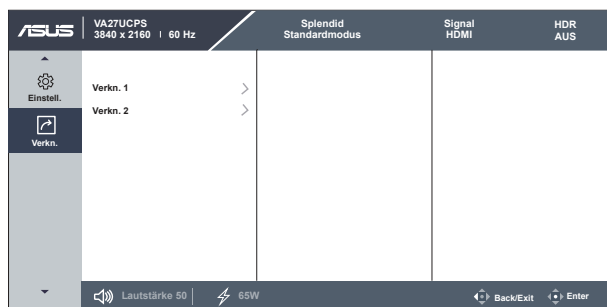 ASUS
VA27UCPS
3840 x 2160 | 60 Hz
Splendid
Standardmodus
Signal
HDMI
HDR
AUS
Einstell.
Verkn.
Verkn. 1
Verkn. 2
Lautstärke 50
65W
Back/Exit
Enter